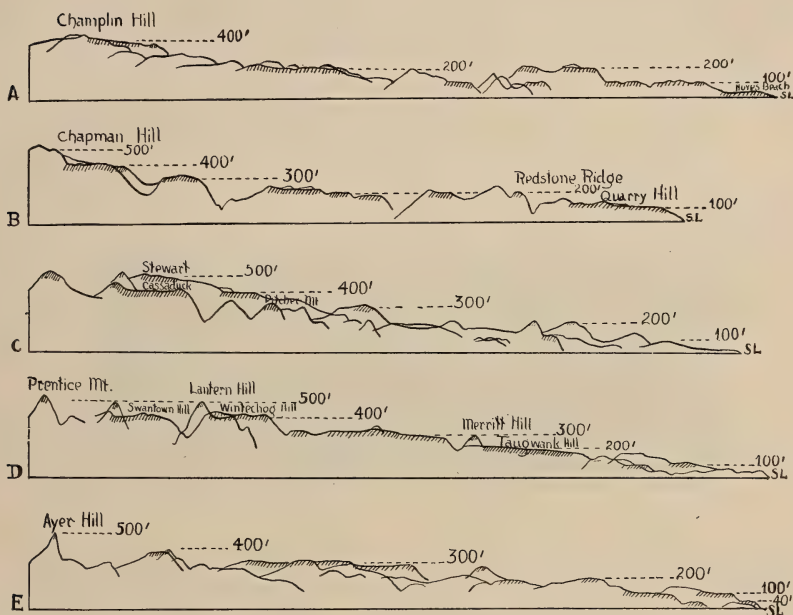 Champlin Hill
400'
200'
200'
100'
Noyes Beach
S.L
A
Chapman Hill
500'
400'
300'
Redstone Ridge
200'
Quarry Hill
100'
S.L
B
Stewart
500'
Cassaduck
400'
Pitcher Mt.
300'
200'
100'
SL
C
Prentice Mt.
Lantern Hill
500'
Swantown Hill
Wintechog Hill
400'
Merritt Hill
300'
Taugwank Hill
200'
100'
SL
D
Ayer Hill
500'
400'
300'
200'
100'
40'
SL
E